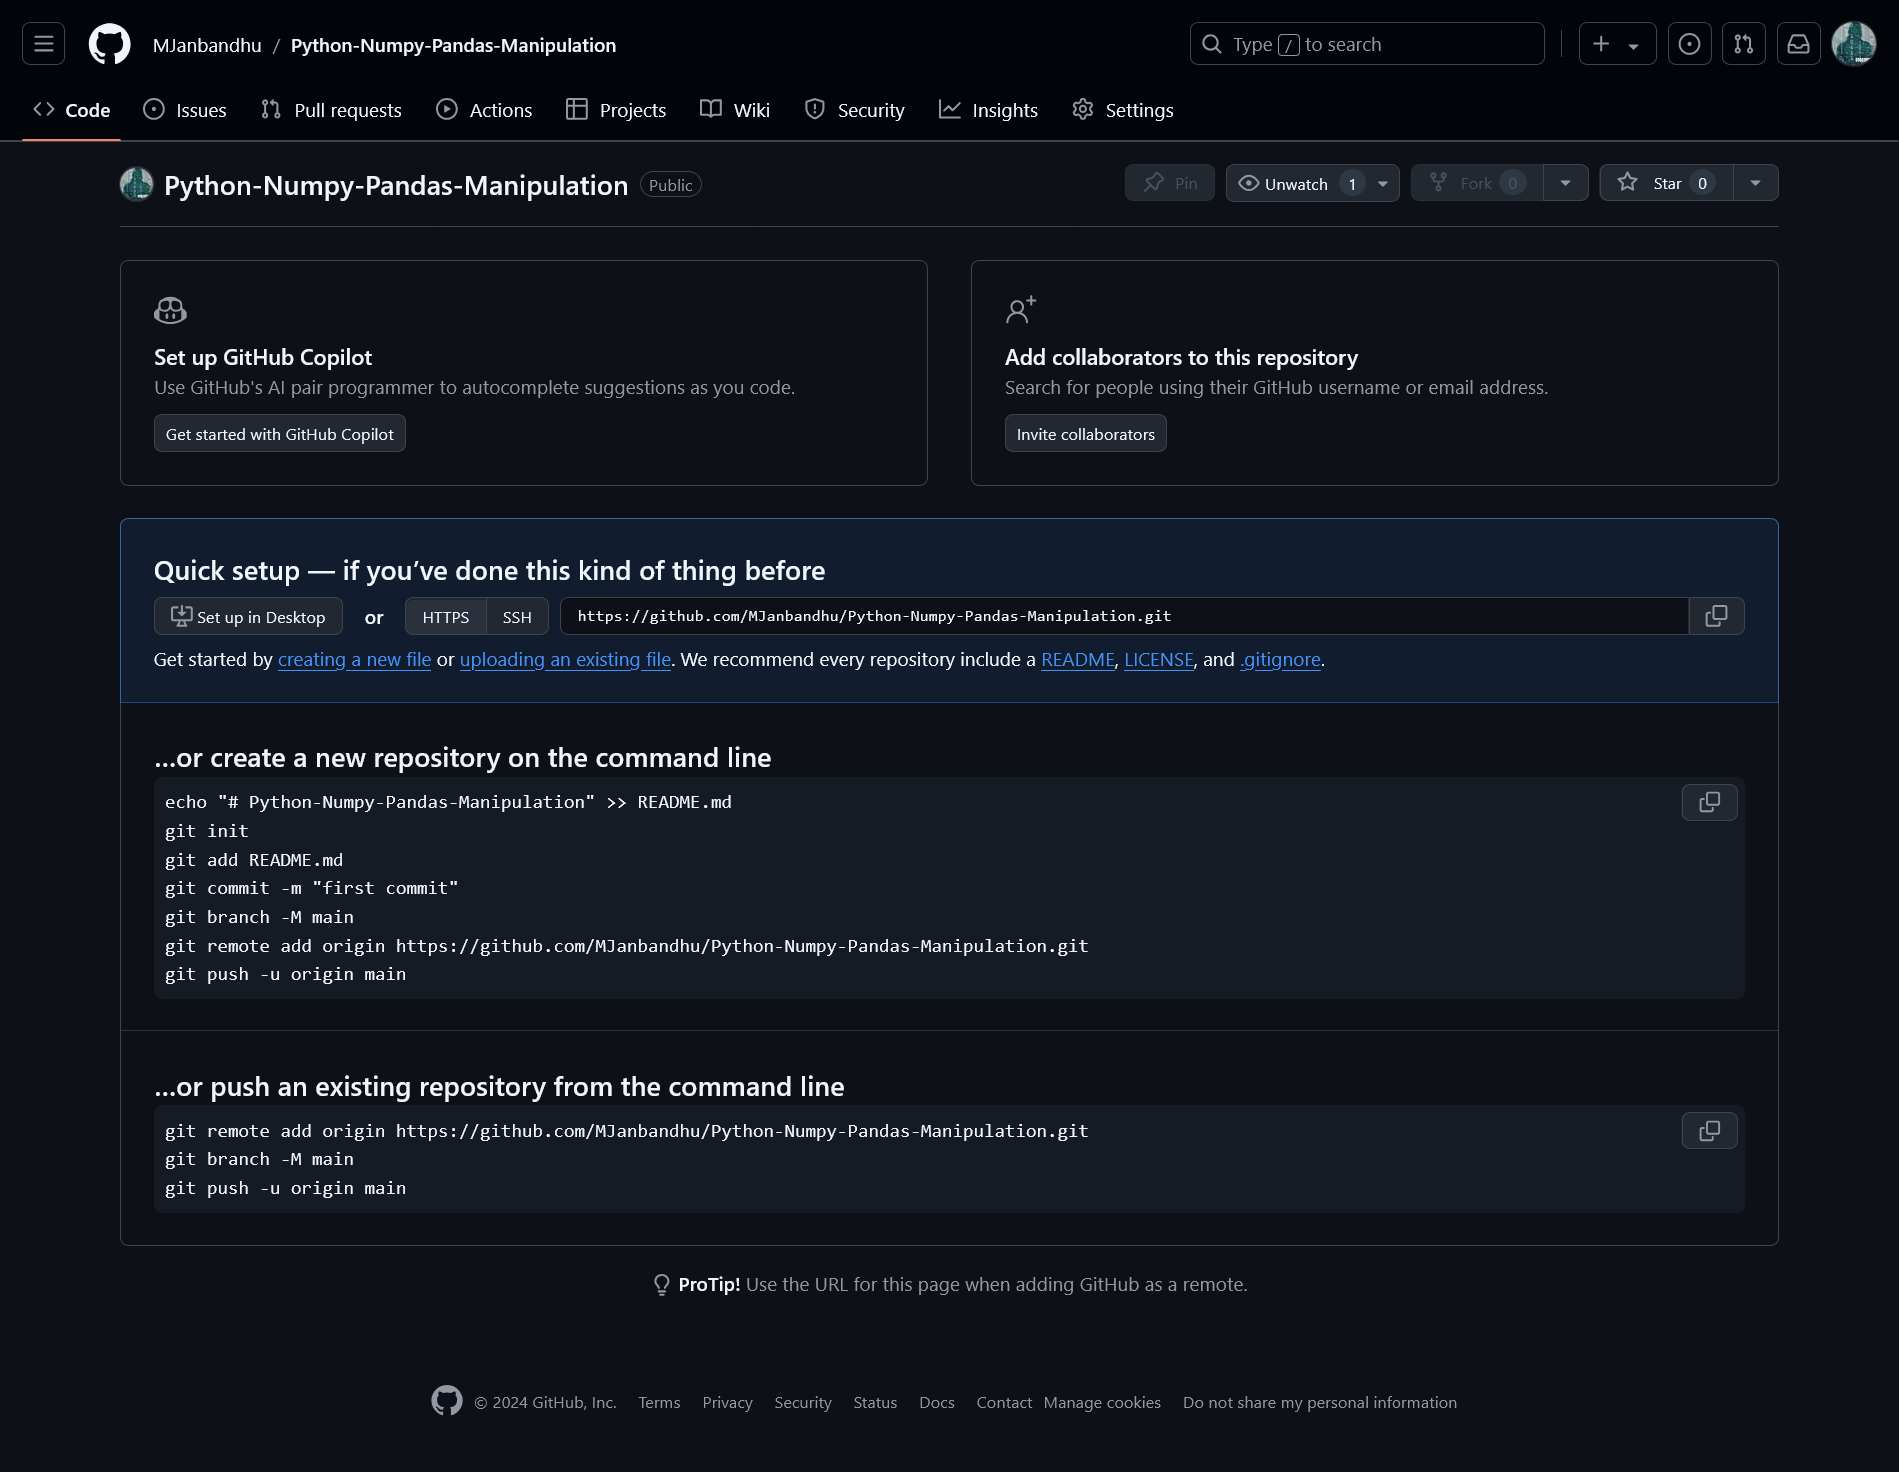 MJanbandhu / Python-Numpy-Pandas-Manipulation
Type / to search
Code
Issues
Pull requests
Actions
Projects
Wiki
Security
Insights
Settings
Python-Numpy-Pandas-Manipulation Public
Pin
Unwatch 1
Fork 0
Star 0
Set up GitHub Copilot
Use GitHub's AI pair programmer to autocomplete suggestions as you code.
Get started with GitHub Copilot
Add collaborators to this repository
Search for people using their GitHub username or email address.
Invite collaborators
Quick setup — if you’ve done this kind of thing before
Set up in Desktop or HTTPS SSH https://github.com/MJanbandhu/Python-Numpy-Pandas-Manipulation.git
Get started by creating a new file or uploading an existing file. We recommend every repository include a README, LICENSE, and .gitignore.
…or create a new repository on the command line
echo "# Python-Numpy-Pandas-Manipulation" >> README.md
git init
git add README.md
git commit -m "first commit"
git branch -M main
git remote add origin https://github.com/MJanbandhu/Python-Numpy-Pandas-Manipulation.git
git push -u origin main
…or push an existing repository from the command line
git remote add origin https://github.com/MJanbandhu/Python-Numpy-Pandas-Manipulation.git
git branch -M main
git push -u origin main
ProTip! Use the URL for this page when adding GitHub as a remote.
© 2024 GitHub, Inc. Terms Privacy Security Status Docs Contact Manage cookies Do not share my personal information